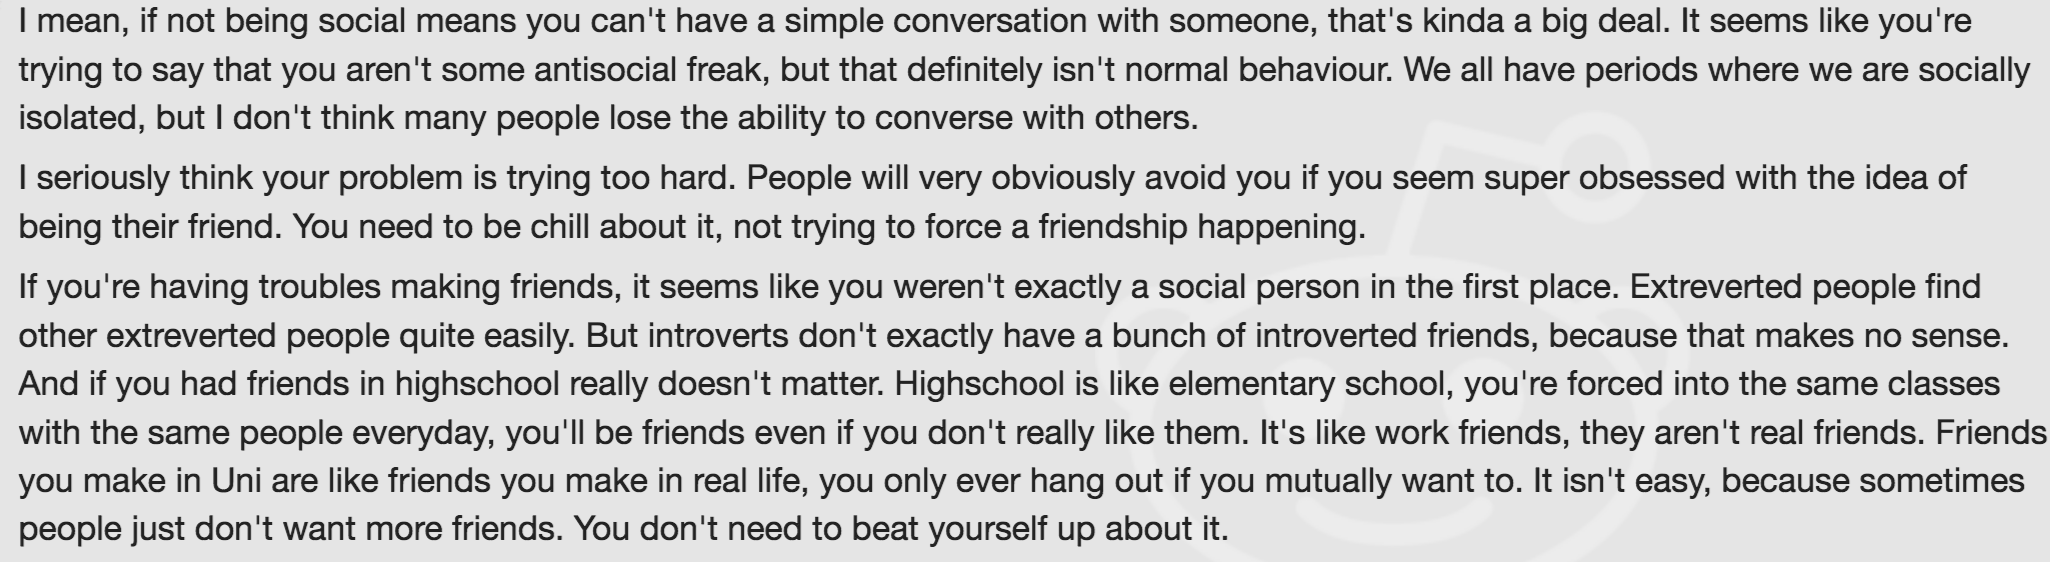 I mean, if not being social means you can't have a simple conversation with someone, that's kinda a big deal. It seems like you're
trying to say that you aren't some antisocial freak, but that definitely isn't normal behaviour. We all have periods where we are socially
isolated, but I don't think many people lose the ability to converse with others.
I seriously think your problem is trying too hard. People will very obviously avoid you if you seem super obsessed with the idea of
being their friend. You need to be chill about it, not trying to force a friendship happening.
If you're having troubles making friends, it seems like you weren't exactly a social person in the first place. Extreverted people find
other extreverted people quite easily. But introverts don't exactly have a bunch of introverted friends, because that makes no sense.
And if you had friends in highschool really doesn't matter. Highschool is like elementary school, you're forced into the same classes
with the same people everyday, you'll be friends even if you don't really like them. It's like work friends, they aren't real friends. Friends
you make in Uni are like friends you make in real life, you only ever hang out if you mutually want to. It isn't easy, because sometimes
people just don't want more friends. You don't need to beat yourself up about it.